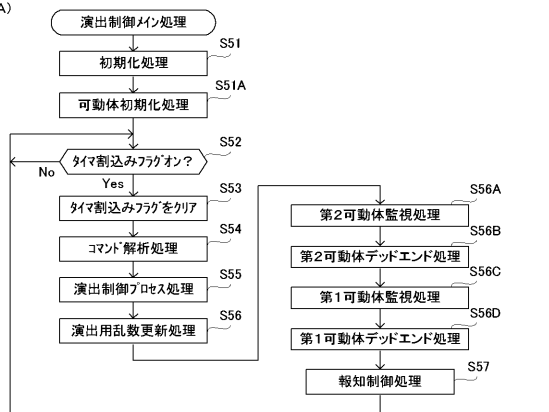 A)
演出制御メイン処理
S51
初期化処理
S51A
可動体初期化処理
S52
ﾀｲﾏ割込みﾌﾗｸﾞオン？
No
Yes
S53
ﾀｲﾏ割込みﾌﾗｸﾞをｸﾘｱ
S54
ｺﾏﾝﾄﾞ解析処理
S55
演出制御ﾌﾟﾛｾｽ処理
S56
演出用乱数更新処理
S56A
第２可動体監視処理
S56B
第２可動体デッドエンド処理
S56C
第１可動体監視処理
S56D
第１可動体デッドエンド処理
S57
報知制御処理